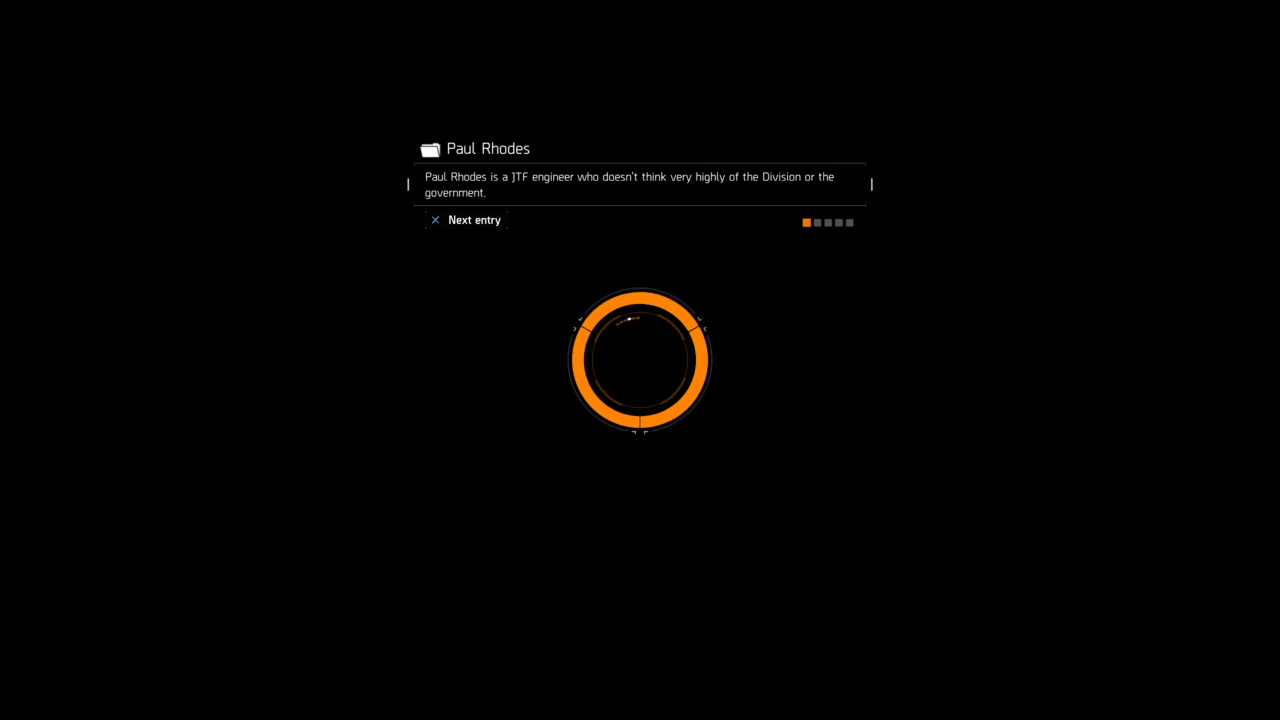 Paul Rhodes
Paul Rhodes is a JTF engineer who doesn't think very highly of the Division or the
government.
Next entry